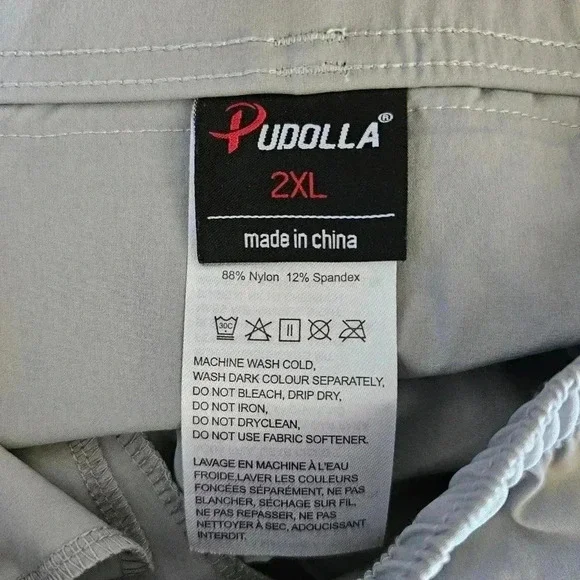 PUDOLLA®
2XL
made in china
88% Nylon 12% Spandex
30C
MACHINE WASH COLD,
WASH DARK COLOUR SEPARATELY,
DO NOT BLEACH, DRIP DRY,
DO NOT IRON,
DO NOT DRYCLEAN,
DO NOT USE FABRIC SOFTENER.
LAVAGE EN MACHINE À L'EAU
FROIDE,LAVER LES COULEURS
FONCÉES SÉPARÉMENT, NE PAS
BLANCHER, SÉCHAGE SUR FIL,
NE PAS REPASSER, NE PAS
NETTOYER À SEC, ADOUCISSANT
INTERDIT.